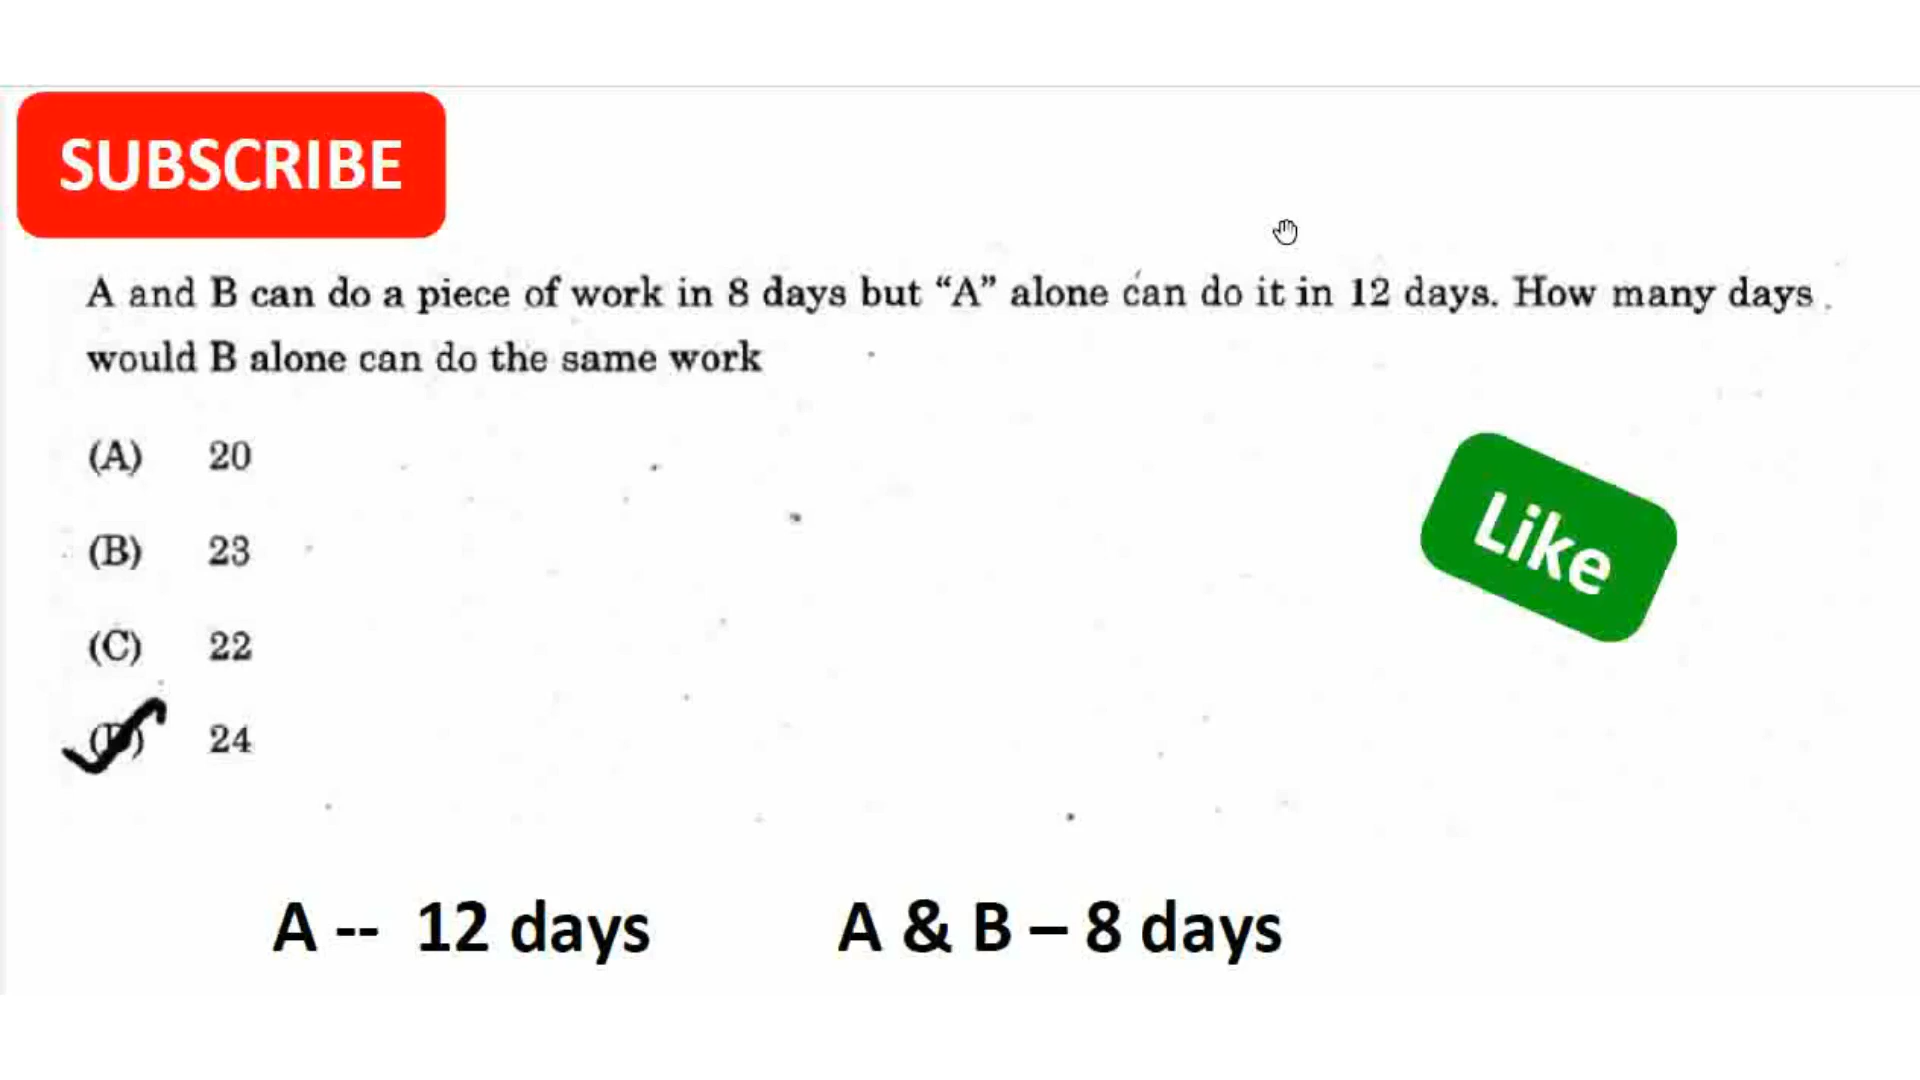 SUBSCRIBE
A and B can do a piece of work in 8 days but “A” alone can do it in 12 days. How many days
would B alone can do the same work
(A) 20
(B) 23
(C) 22
(D) 24
Like
A -- 12 days A & B – 8 days